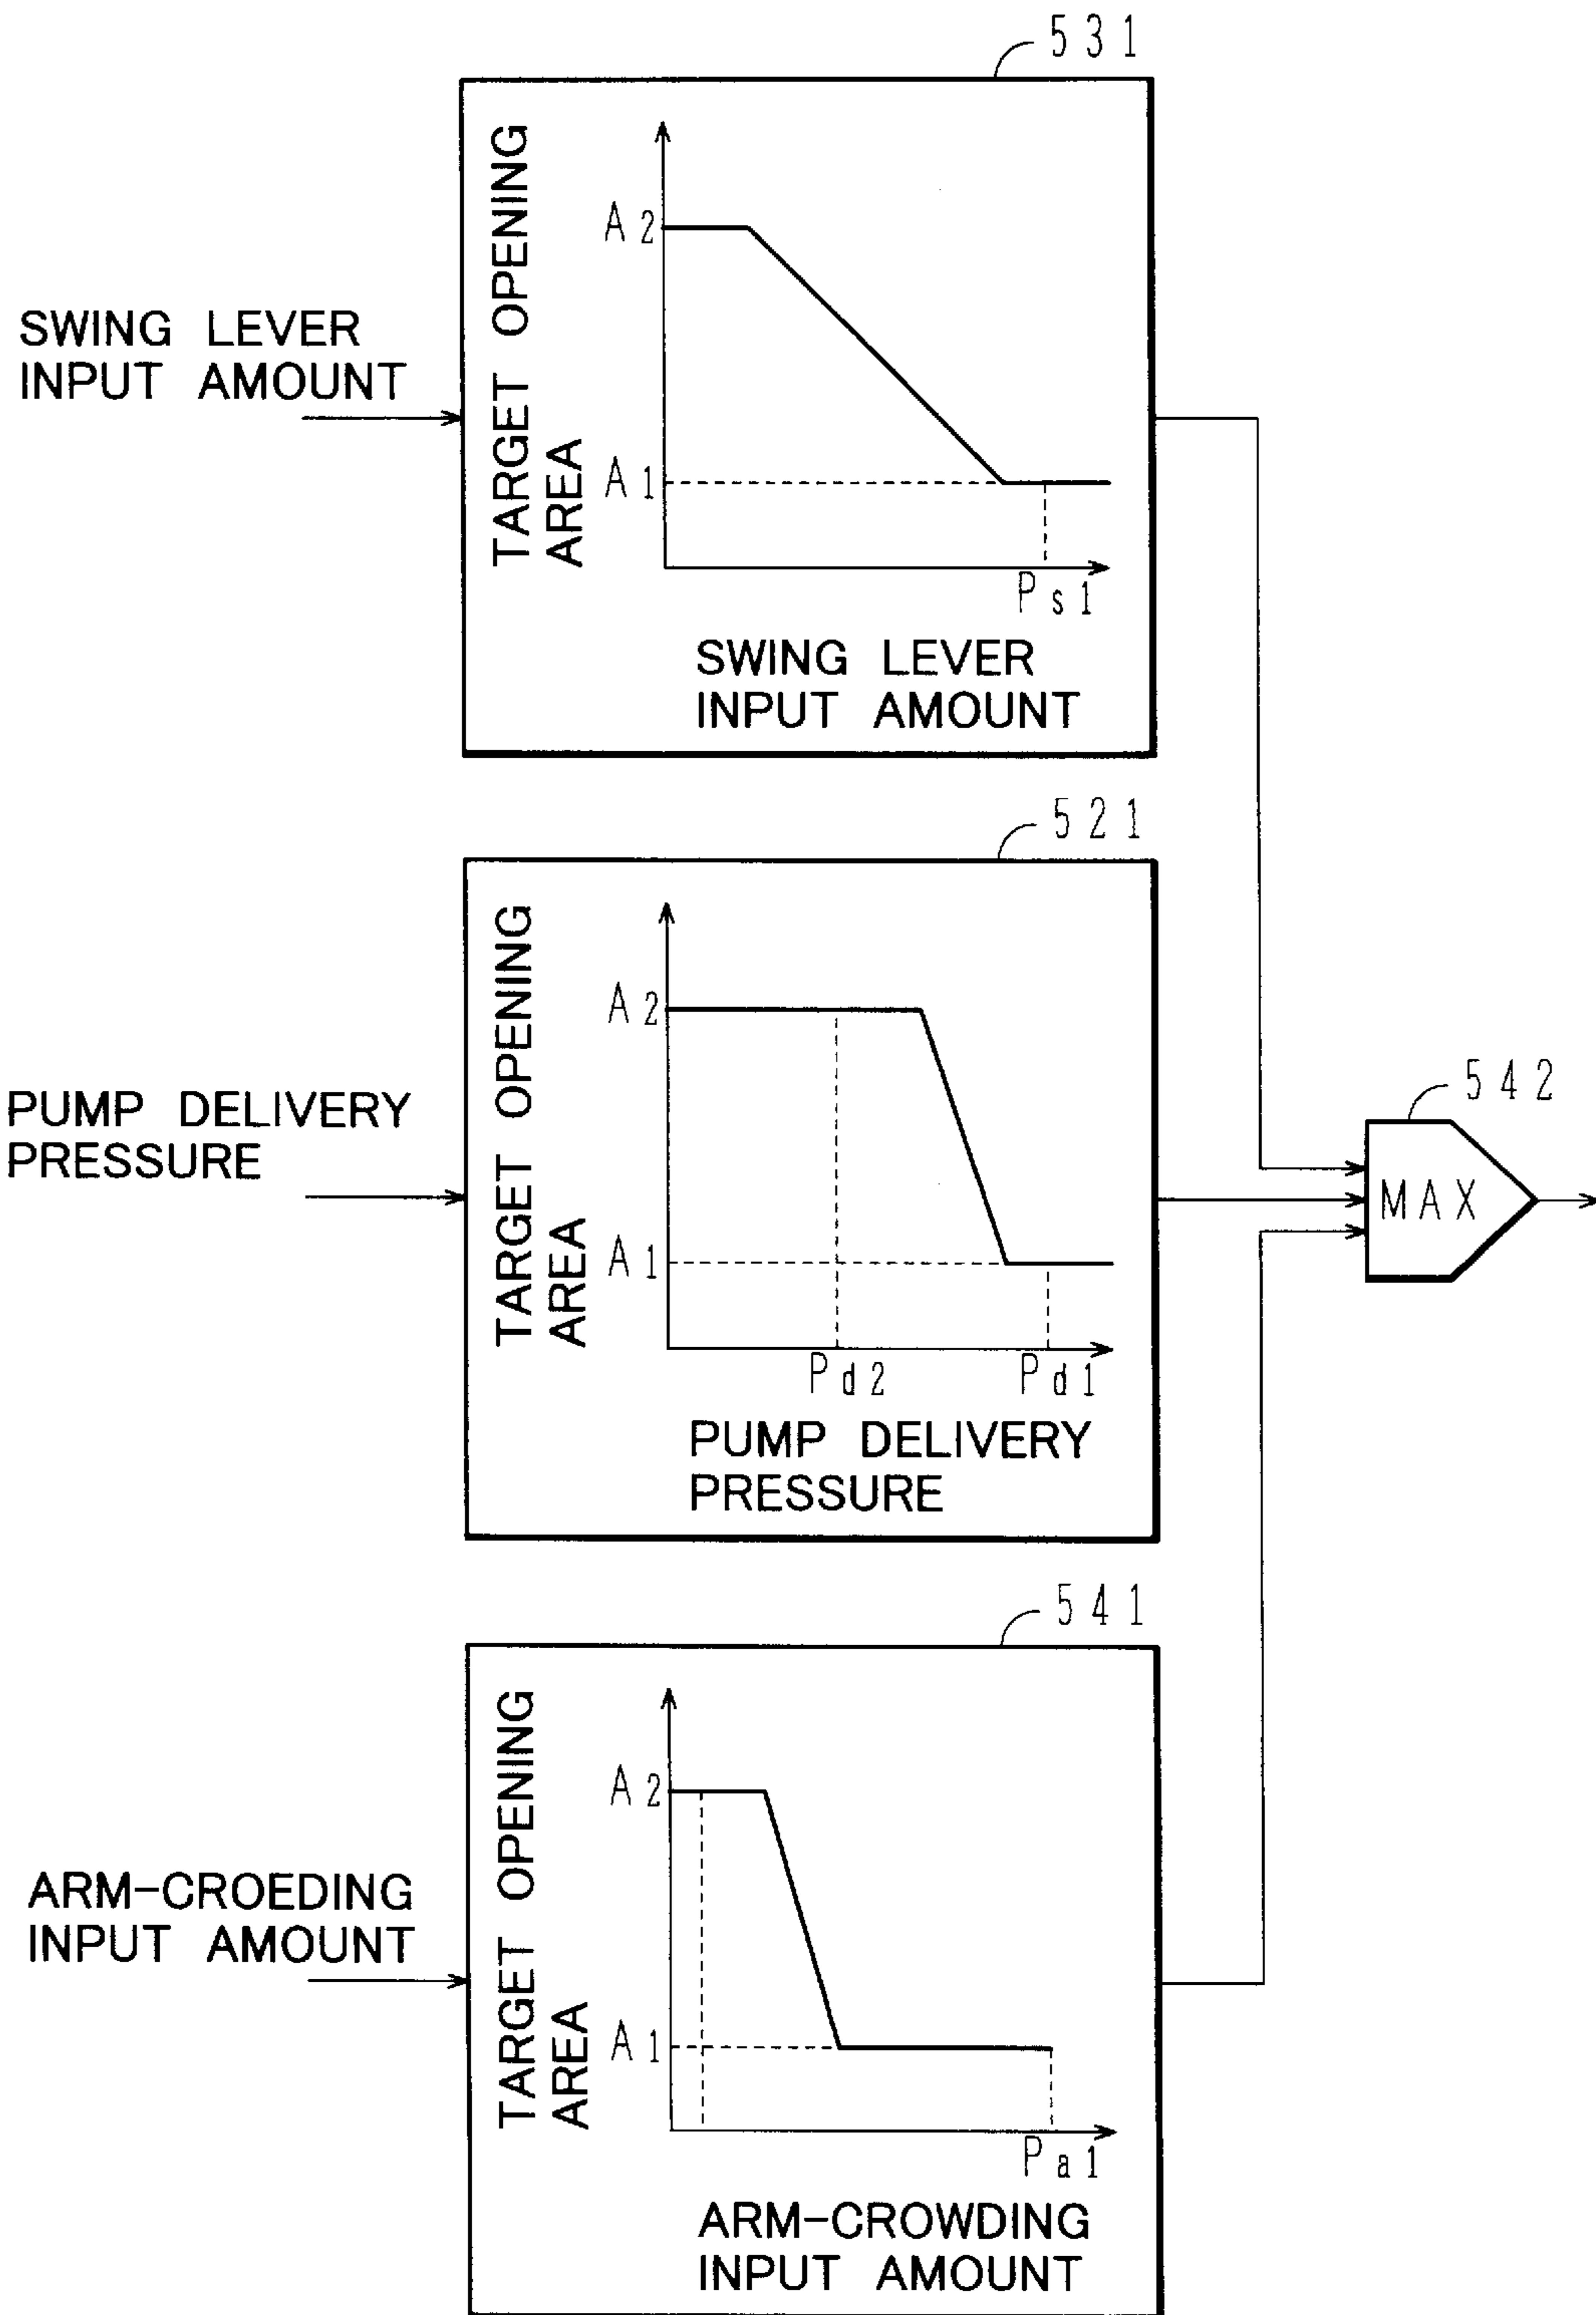 531
TARGET OPENING
AREA
A2
A1
Ps1
SWING LEVER
INPUT AMOUNT
SWING LEVER
INPUT AMOUNT
521
TARGET OPENING
AREA
A2
A1
Pd2
Pd1
PUMP DELIVERY
PRESSURE
PUMP DELIVERY
PRESSURE
542
MAX
541
TARGET OPENING
AREA
A2
A1
Pa1
ARM-CROEDING
INPUT AMOUNT
ARM-CROWDING
INPUT AMOUNT